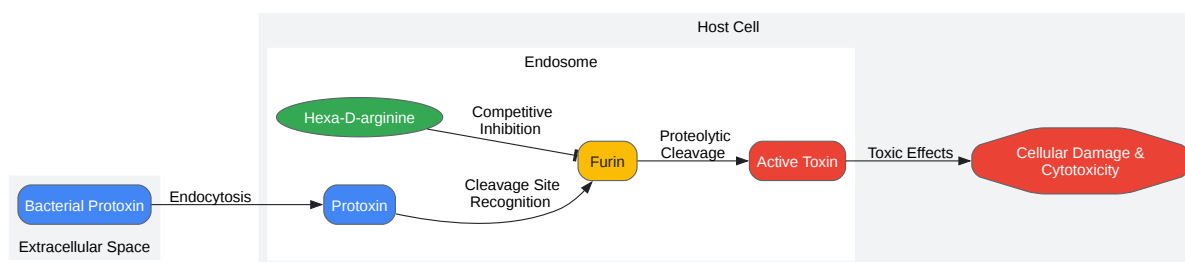 Host Cell
Endosome
Hexa-D-arginine
Competitive
Inhibition
Furin
Proteolytic
Cleavage
Active Toxin
Toxic Effects
Cellular Damage &
Cytotoxicity
Bacterial Protoxin
Endocytosis
Protoxin
Cleavage Site
Recognition
Extracellular Space